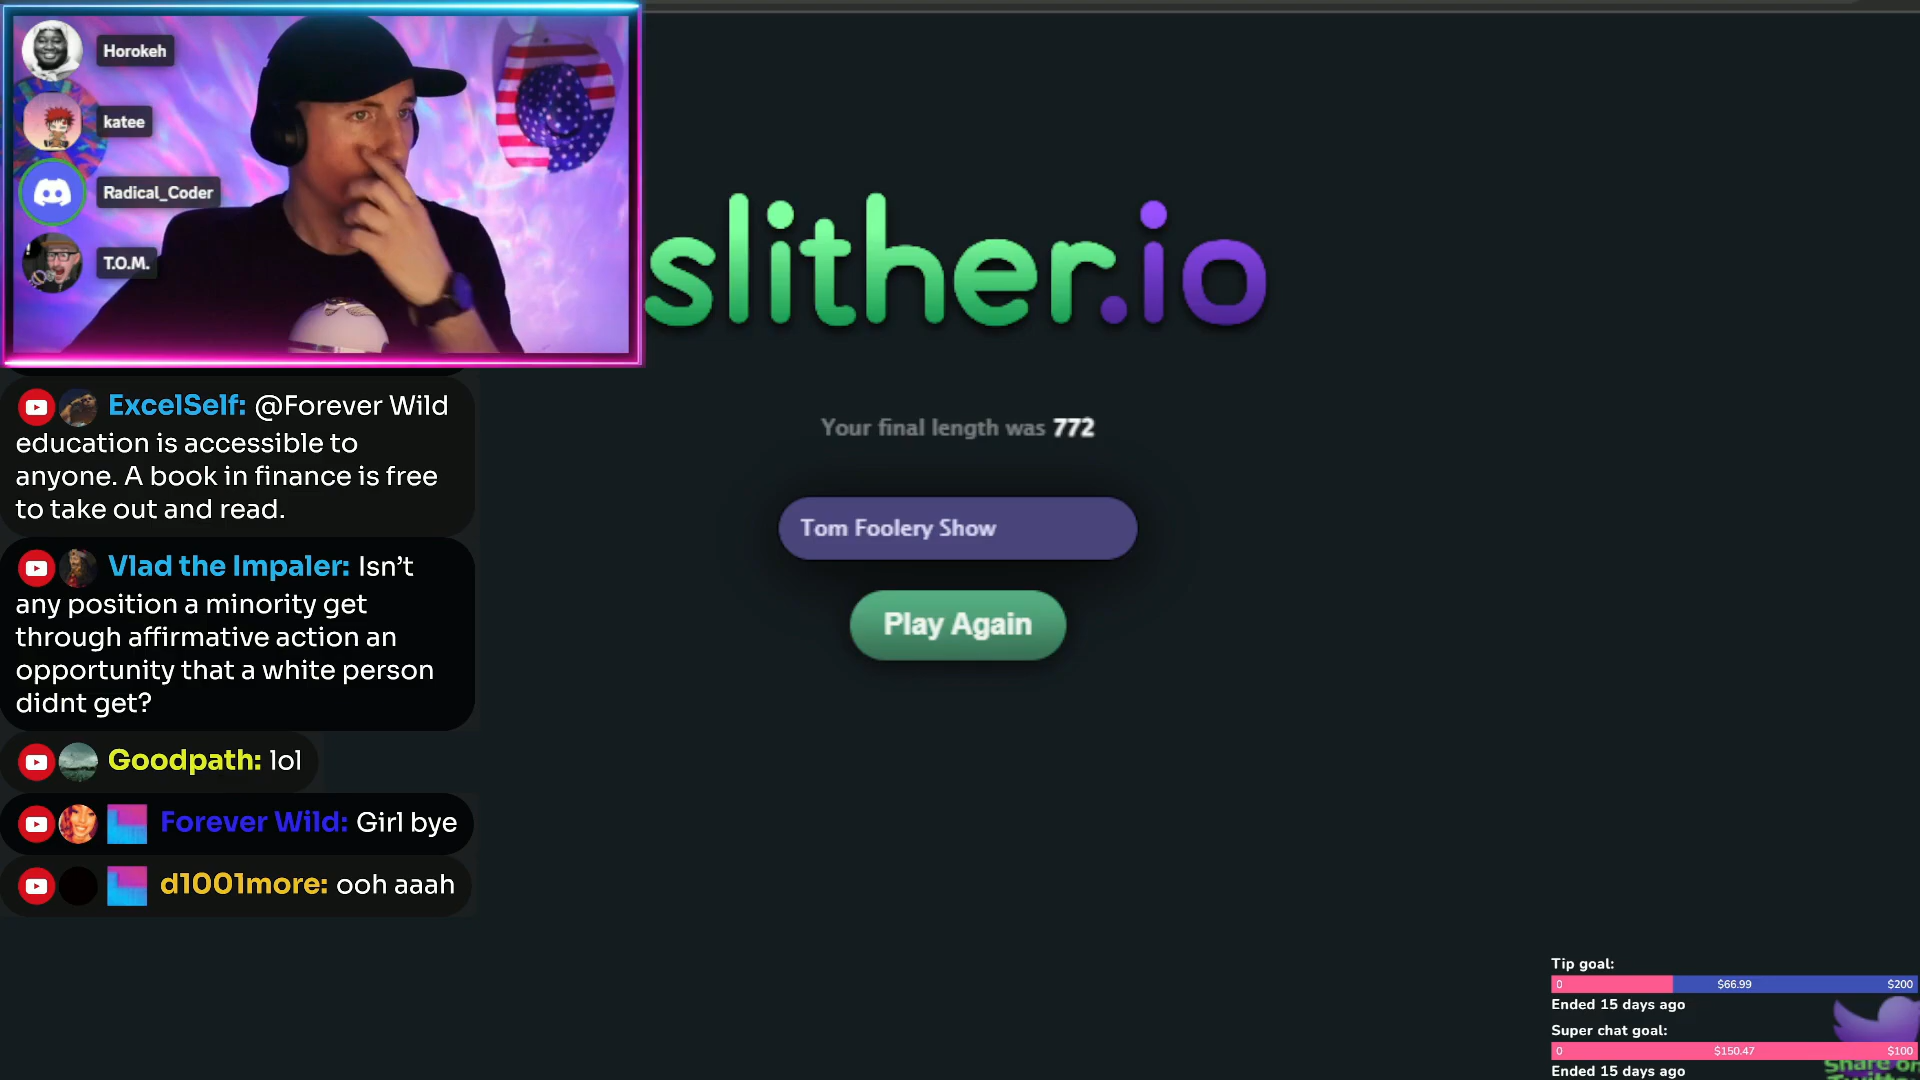 Horokeh
katee
Radical_Coder
T.O.M.
slither.io
Your final length was 772
Tom Foolery Show
Play Again
ExcelSelf: @Forever Wild
education is accessible to
anyone. A book in finance is free
to take out and read.
Vlad the Impaler: Isn’t
any position a minority get
through affirmative action an
opportunity that a white person
didnt get?
Goodpath: lol
Forever Wild: Girl bye
d1001more: ooh aaah
Tip goal:
0 $66.99 $200
Ended 15 days ago
Super chat goal:
0 $150.47 $100
Ended 15 days ago
Share on